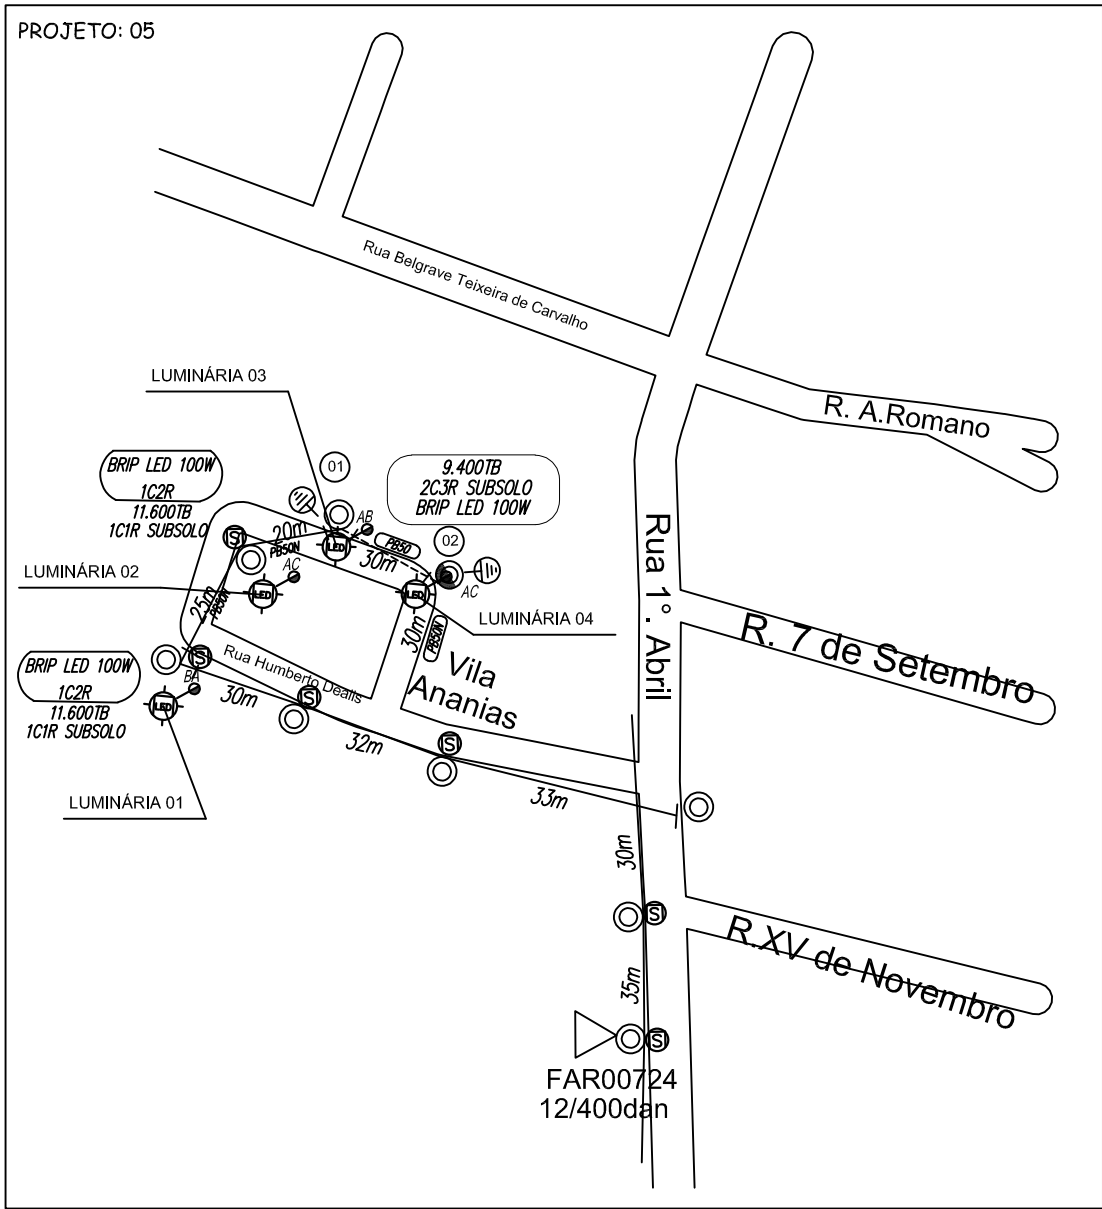 PROJETO: 05
Rua Belgrave Teixeira de Carvalho
LUMINÁRIA 03
R. A.Romano
BRIP LED 100W
1C2R
11.600TB
1C1R SUBSOLO
01
9.400TB
2C3R SUBSOLO
BRIP LED 100W
S
20m
PB50N
AB
PB50
02
LED
30m
AC
LUMINÁRIA 02
LED
AC
LED
AC
25m
PB50N
LUMINÁRIA 04
30m
PB50N
Rua 1°. Abril
R. 7 de Setembro
BRIP LED 100W
1C2R
11.600TB
1C1R SUBSOLO
S
BA
LED
Rua Humberto Dealis
Vila
Ananias
30m
S
32m
S
33m
LUMINÁRIA 01
30m
S
R.XV de Novembro
35m
S
FAR00724
12/400dan